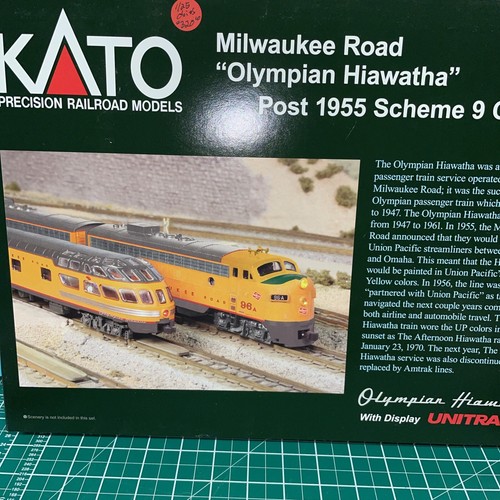 KATO
PRECISION RAILROAD MODELS
Milwaukee Road
“Olympian Hiawatha”
Post 1955 Scheme 9
The Olympian Hiawatha was a
passenger train service operated
Milwaukee Road; it was the suc
Olympian passenger train which
to 1947. The Olympian Hiawatha
from 1947 to 1961. In 1955, the M
Road announced that they would
Union Pacific streamliners between
and Omaha. This meant that the H
would be painted in Union Pacific'
Yellow colors. In 1956, the line was
“partnered with Union Pacific” as
navigated the next couple years com
both airline and automobile travel. T
Hiawatha train wore the UP colors in
sunset as The Afternoon Hiawatha ra
January 23, 1970. The next year, The
Hiawatha service was also discontinue
replaced by Amtrak lines.
96A
Scenery is not included in this set.
Olympian Hiaw
With Display UNITRA